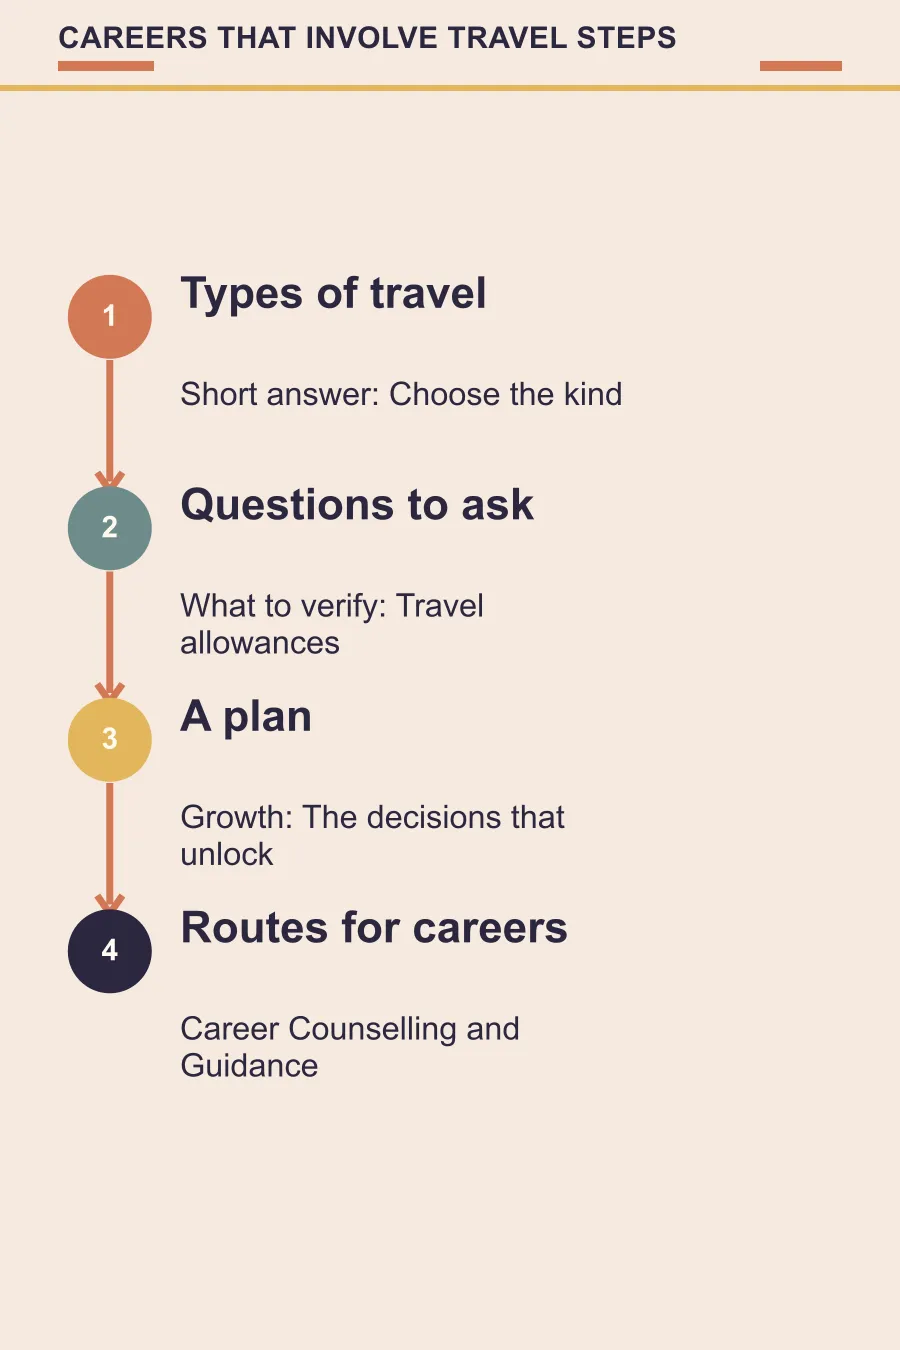 CAREERS THAT INVOLVE TRAVEL STEPS
1
Types of travel
Short answer: Choose the kind
2
Questions to ask
What to verify: Travel
allowances
3
A plan
Growth: The decisions that
unlock
4
Routes for careers
Career Counselling and
Guidance